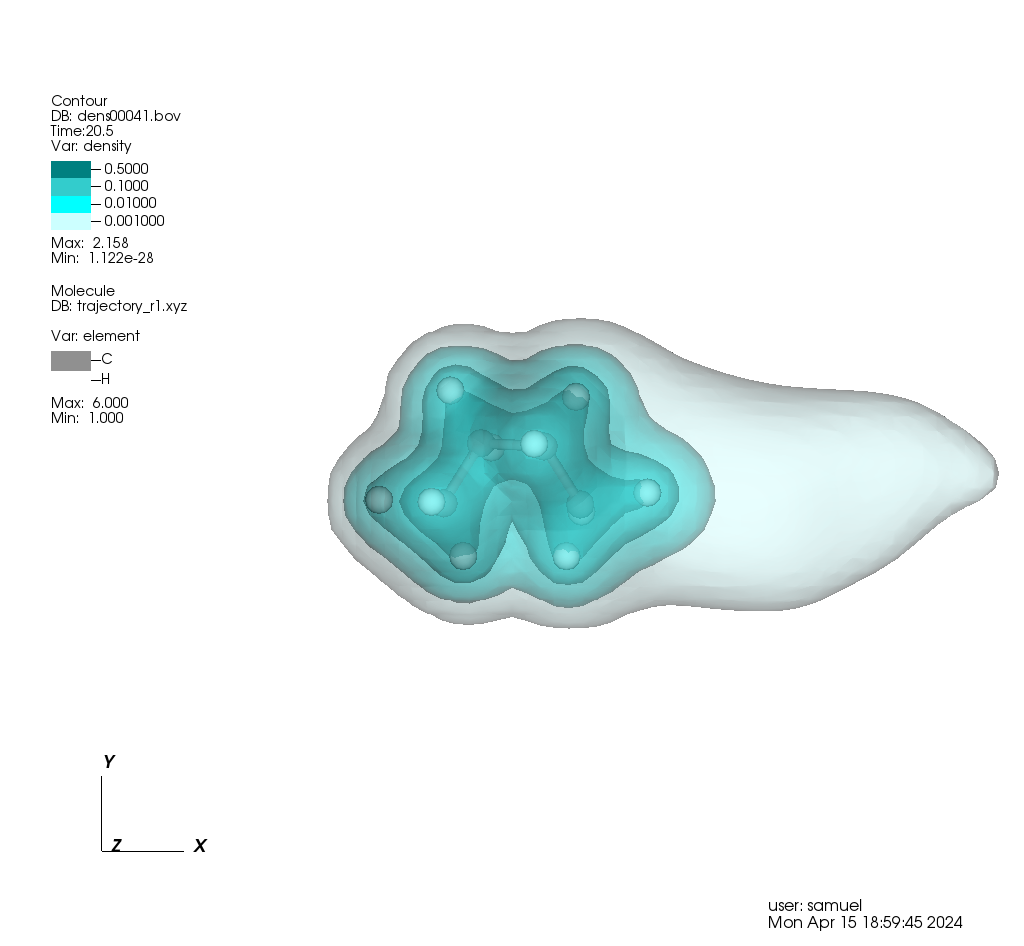 Contour
DB: dens00041.bov
Time:20.5
Var: density
0.5000
0.1000
0.01000
0.001000
Max: 2.158
Min: 1.122e-28
Molecule
DB: trajectory_r1.xyz
Var: element
C
H
Max: 6.000
Min: 1.000
Y
Z X
user: samuel
Mon Apr 15 18:59:45 2024